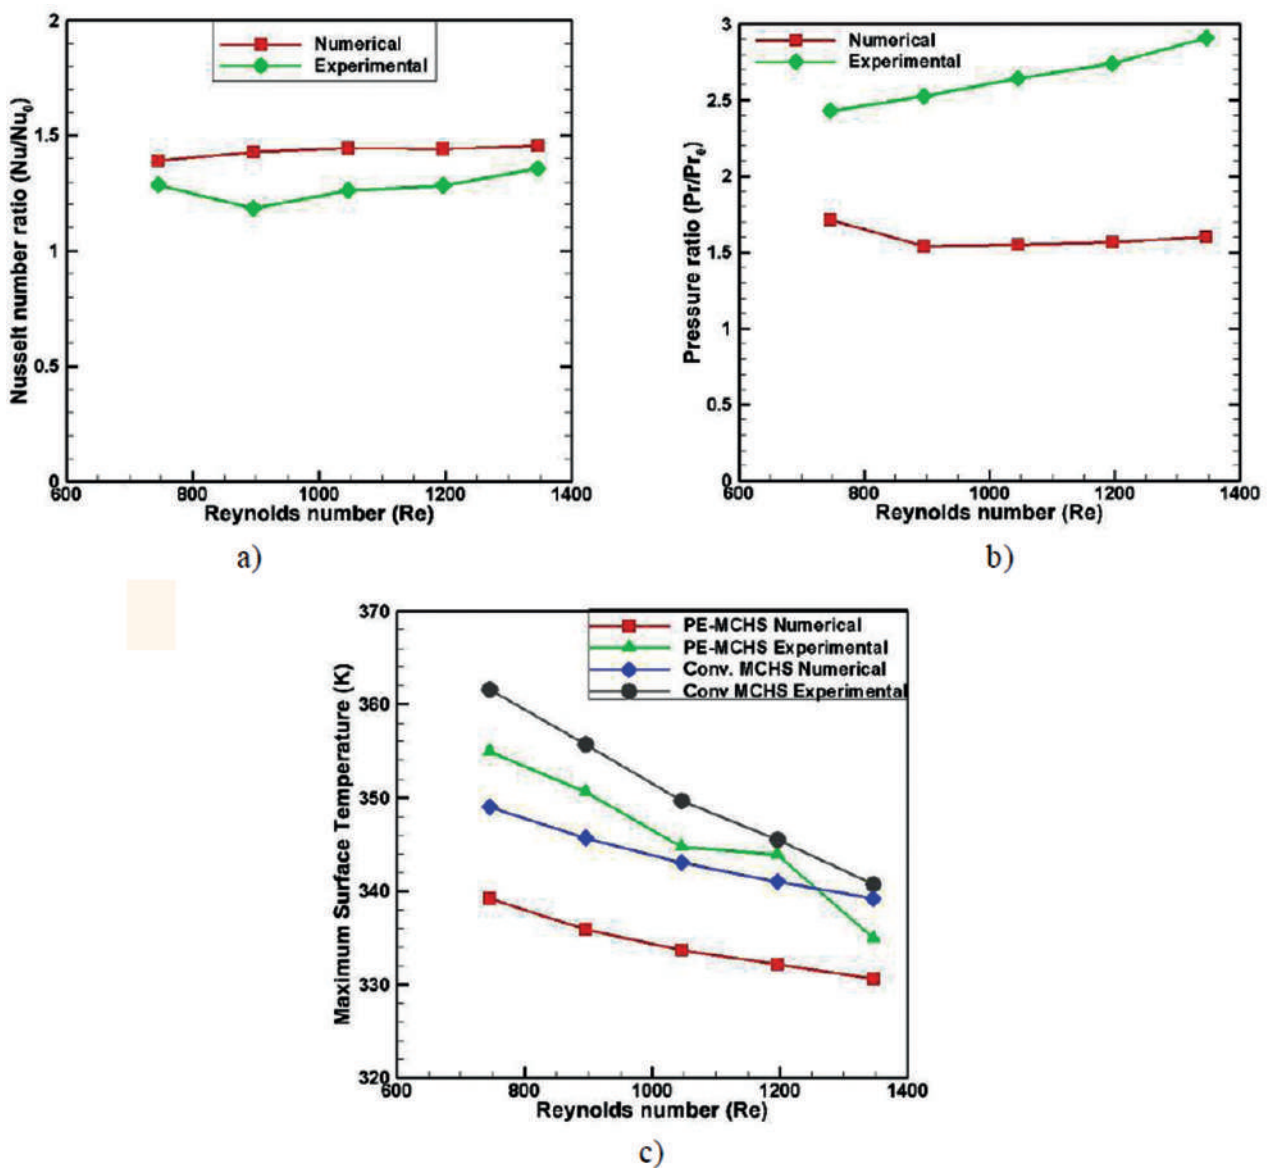 2
1.5
1
0.5
0
600
800
1000
1200
1400
Nusselt number ratio (Nu/Nu0)
Reynolds number (Re)
Numerical
Experimental
a)
3
2.5
2
1.5
1
0.5
0
600
800
1000
1200
1400
Pressure ratio (Pr/Pre)
Reynolds number (Re)
Numerical
Experimental
b)
370
360
350
340
330
320
600
800
1000
1200
1400
Maximum Surface Temperature (K)
Reynolds number (Re)
PE-MCHS Numerical
PE-MCHS Experimental
Conv. MCHS Numerical
Conv MCHS Experimental
c)